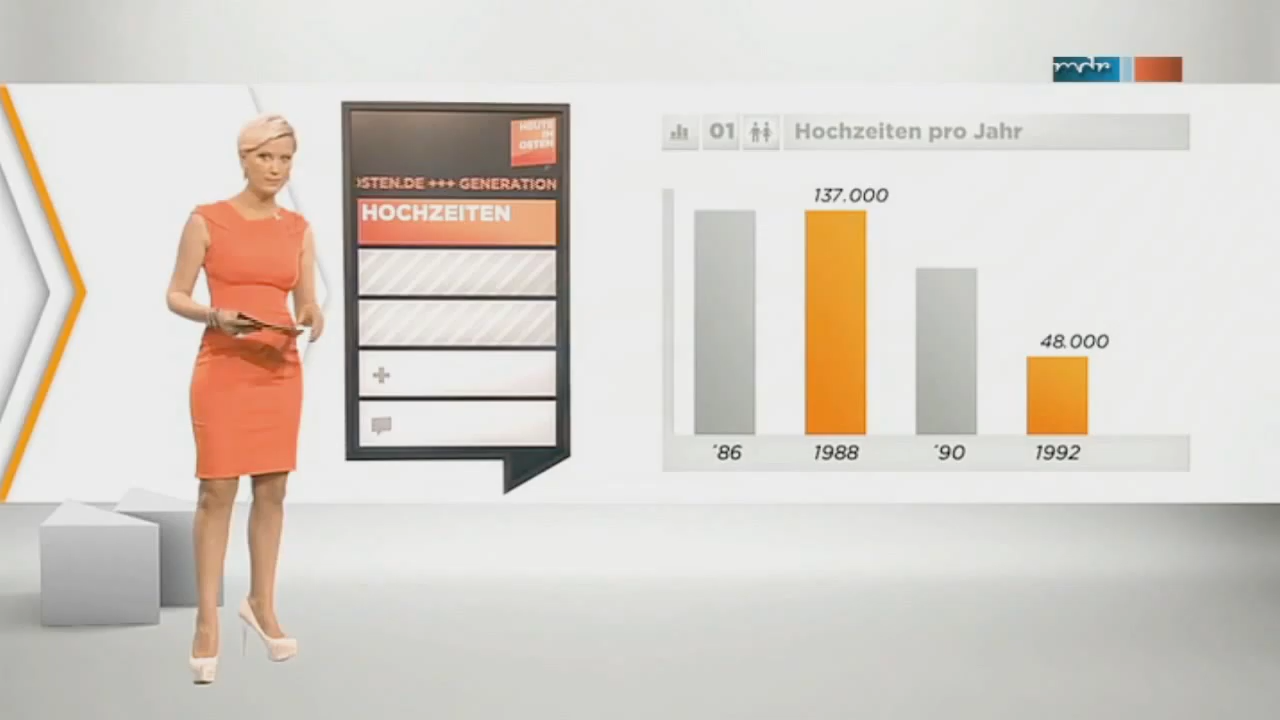 mdr
HEUTE
IM
OSTEN
OSTEN.DE +++ GENERATION
HOCHZEITEN
01 Hochzeiten pro Jahr
137.000
48.000
´86 1988 ´90 1992